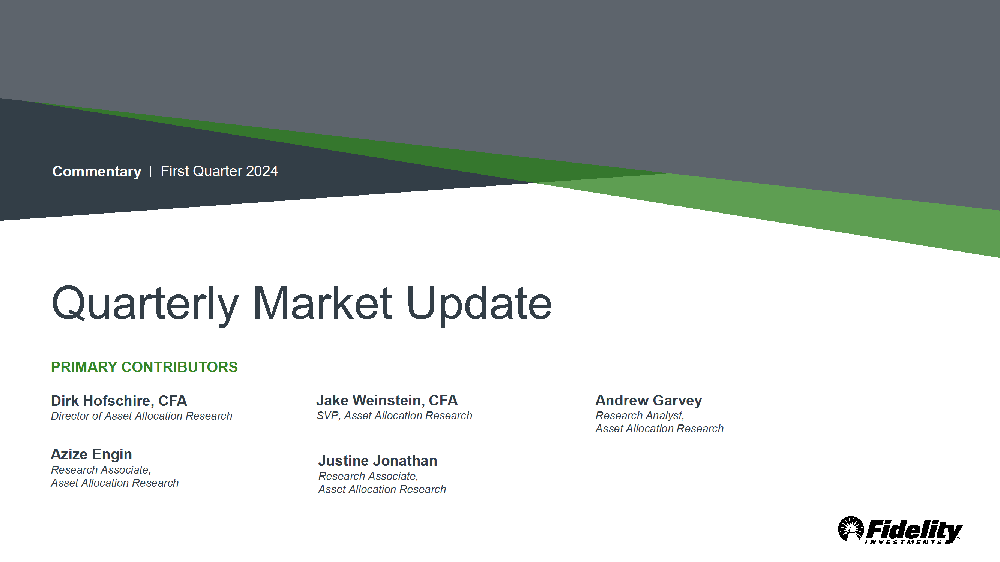 Commentary | First Quarter 2024
Quarterly Market Update
PRIMARY CONTRIBUTORS
Dirk Hofschire, CFA
Director of Asset Allocation Research
Jake Weinstein, CFA
SVP, Asset Allocation Research
Andrew Garvey
Research Analyst,
Asset Allocation Research
Azize Engin
Research Associate,
Asset Allocation Research
Justine Jonathan
Research Associate,
Asset Allocation Research
Fidelity®
INVESTMENTS